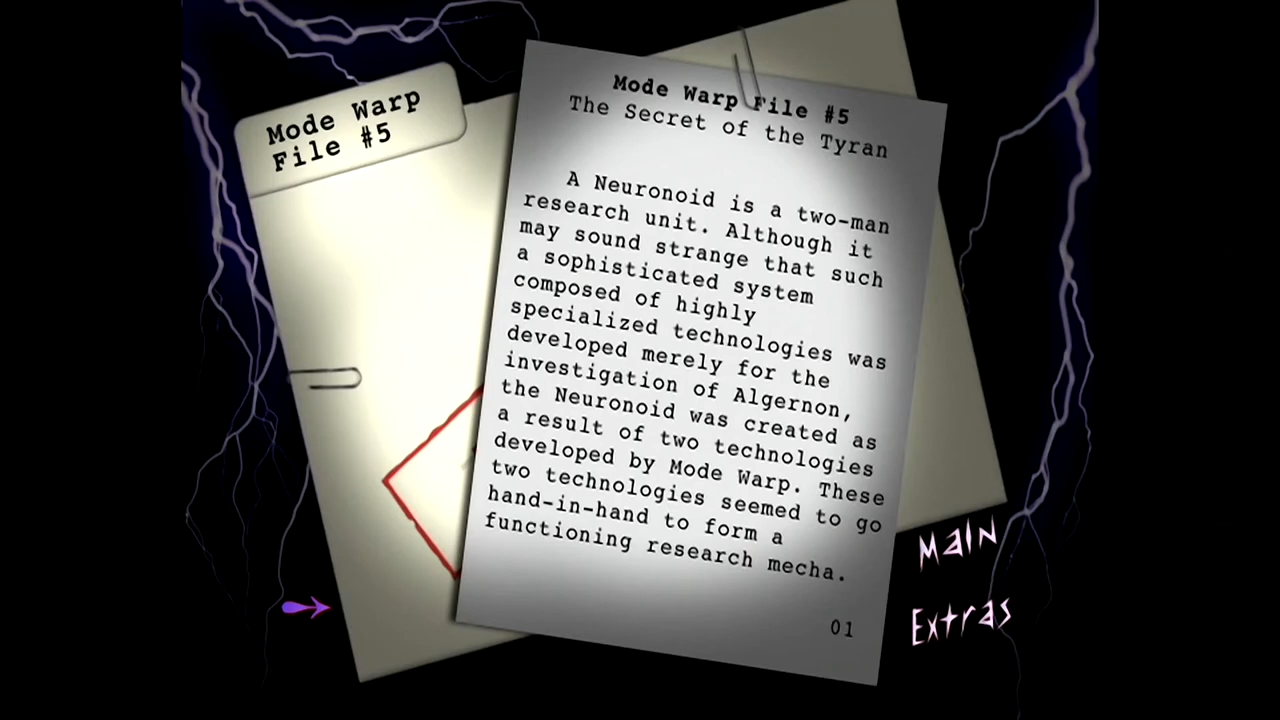 Mode Warp
File #5
Mode Warp File #5
The Secret of the Tyran
A Neuronoid is a two-man
research unit. Although it
may sound strange that such
a sophisticated system
composed of highly
specialized technologies was
developed merely for the
investigation of Algernon,
the Neuronoid was created as
a result of two technologies
developed by Mode Warp. These
two technologies seemed to go
hand-in-hand to form a
functioning research mecha.
01
Main
Extras